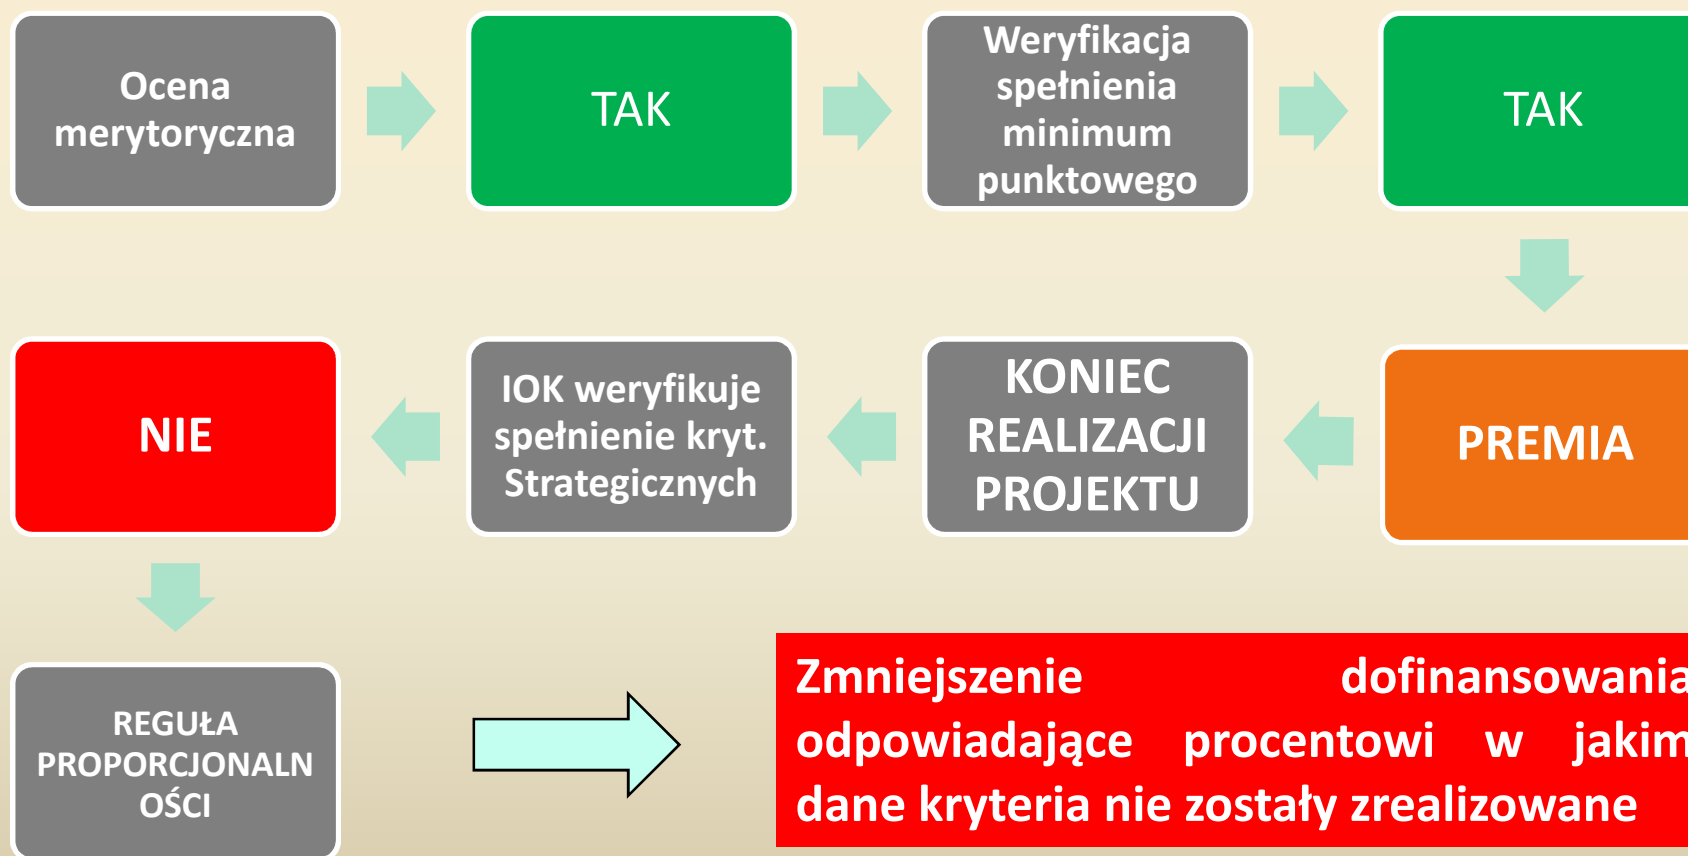 Ocena
merytoryczna
TAK
Weryfikacja
spełnienia
minimum
punktowego
TAK
NIE
IOK weryfikuje
spełnienie kryt.
Strategicznych
KONIEC
REALIZACJI
PROJEKTU
PREMIA
REGUŁA
PROPORCJONALN
OŚCI
Zmniejszenie dofinansowania
odpowiadające procentowi w jakim
dane kryteria nie zostały zrealizowane